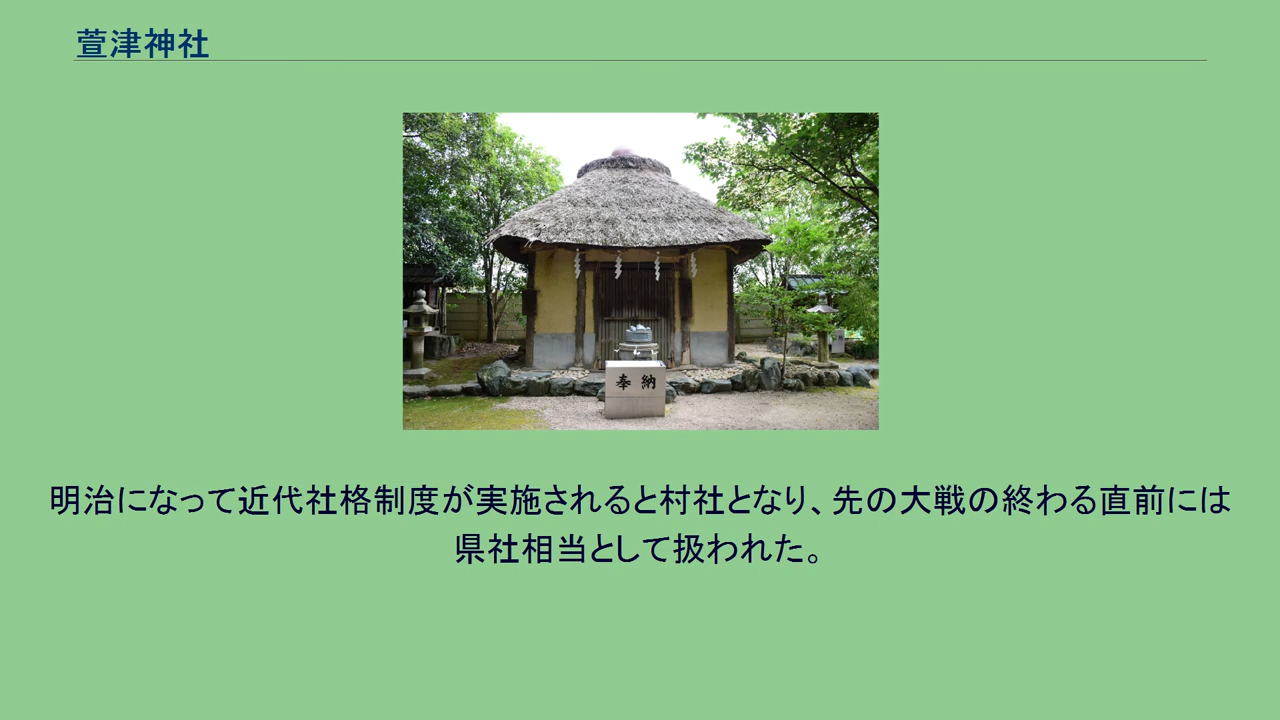 萱津神社
奉納
明治になって近代社格制度が実施されると村社となり、先の大戦の終わる直前には
県社相当として扱われた。